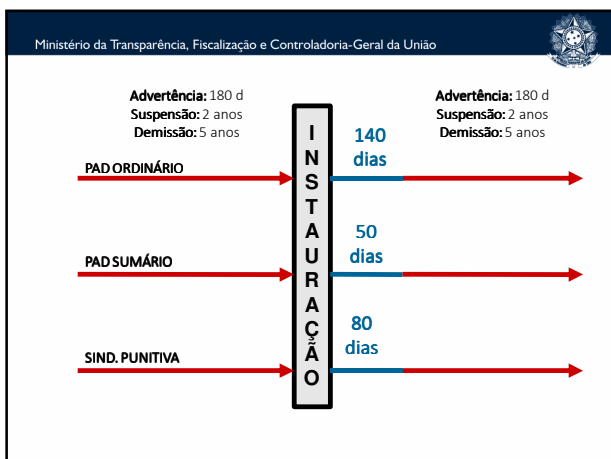 Ministério da Transparência, Fiscalização e Controladoria-Geral da União
Advertência: 180 d
Suspensão: 2 anos
Demissão: 5 anos
Advertência: 180 d
Suspensão: 2 anos
Demissão: 5 anos
INSTAURAÇÃO
PAD ORDINÁRIO
140
dias
PAD SUMÁRIO
50
dias
SIND. PUNITIVA
80
dias